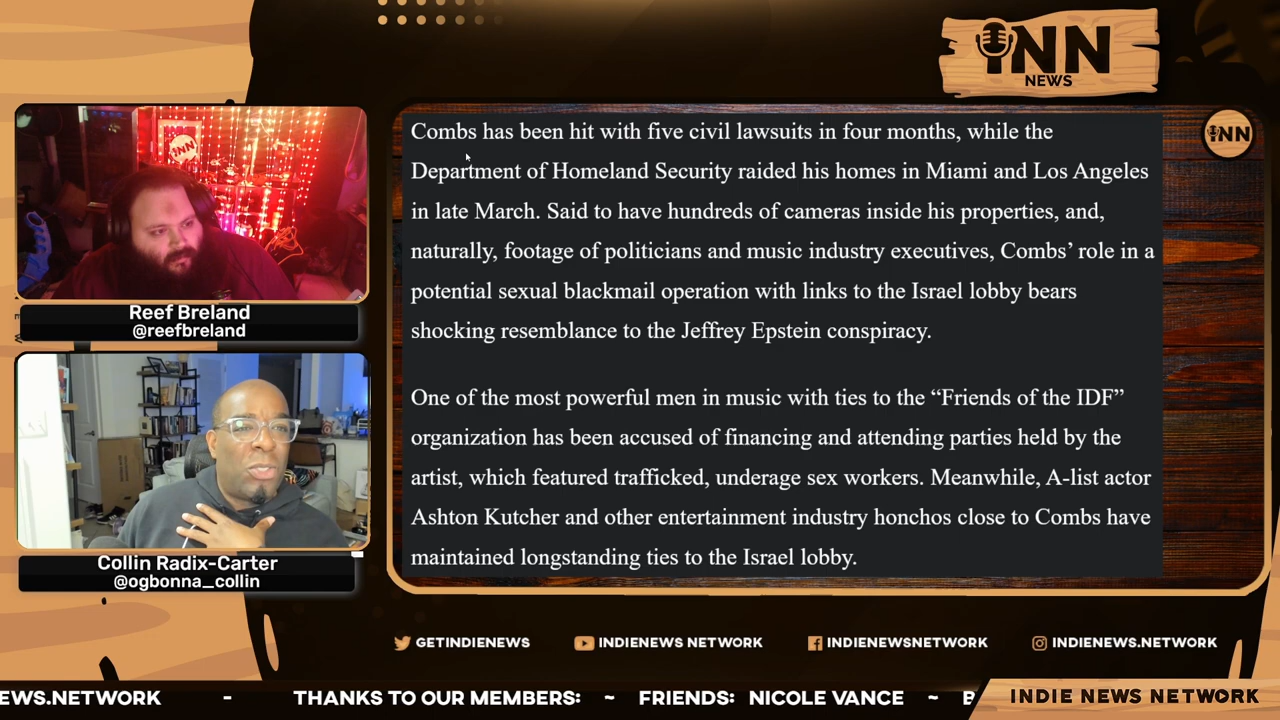 INN
NEWS
INN
Combs has been hit with five civil lawsuits in four months, while the
Department of Homeland Security raided his homes in Miami and Los Angeles
in late March. Said to have hundreds of cameras inside his properties, and,
naturally, footage of politicians and music industry executives, Combs’ role in a
potential sexual blackmail operation with links to the Israel lobby bears
shocking resemblance to the Jeffrey Epstein conspiracy.
One of the most powerful men in music with ties to the “Friends of the IDF”
organization has been accused of financing and attending parties held by the
artist, which featured trafficked, underage sex workers. Meanwhile, A-list actor
Ashton Kutcher and other entertainment industry honchos close to Combs have
maintained longstanding ties to the Israel lobby.
INN
Reef Breland
@reefbreland
Collin Radix-Carter
@ogbonna_collin
GETINDIENEWS
INDIENEWS NETWORK
INDIENEWSNETWORK
INDIENEWS.NETWORK
EWS.NETWORK - THANKS TO OUR MEMBERS: ~ FRIENDS: NICOLE VANCE ~ B
INDIE NEWS NETWORK